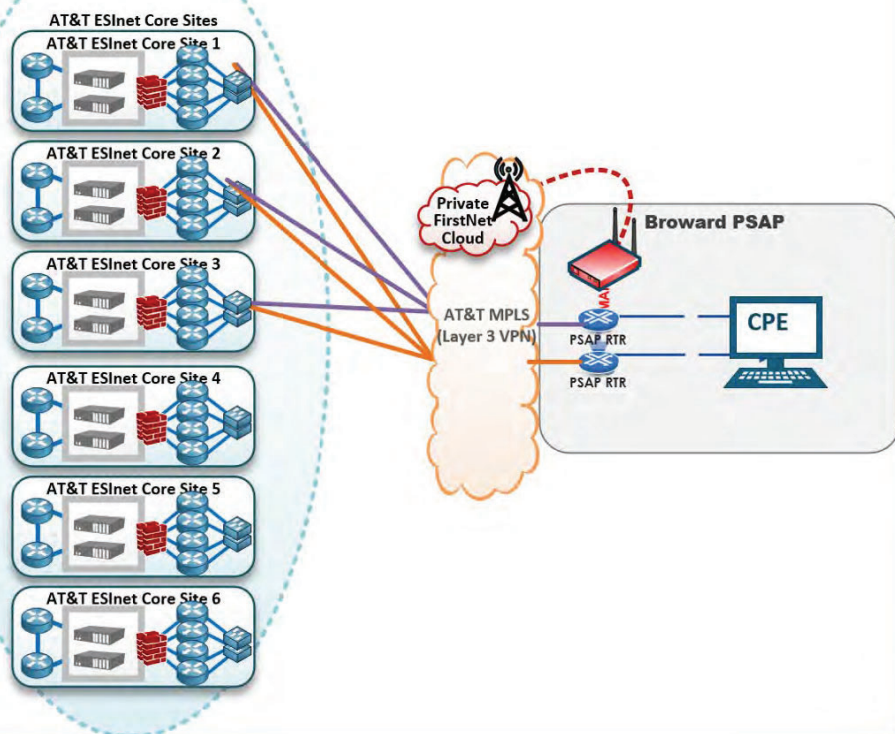 AT&T ESInet Core Sites
AT&T ESInet Core Site 1
AT&T ESInet Core Site 2
AT&T ESInet Core Site 3
AT&T ESInet Core Site 4
AT&T ESInet Core Site 5
AT&T ESInet Core Site 6
Private
FirstNet
Cloud
AT&T MPLS
(Layer 3 VPN)
Broward PSAP
PSAP RTR
PSAP RTR
CPE